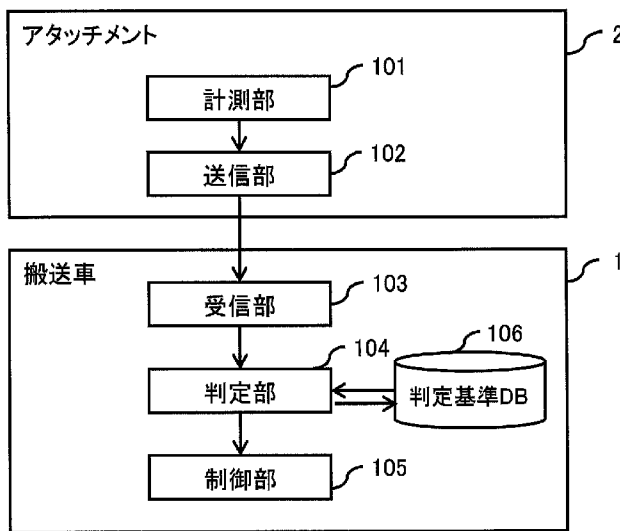 アタッチメント
2
101
計測部
102
送信部
搬送車
1
103
受信部
104
106
判定部
判定基準DB
制御部
105